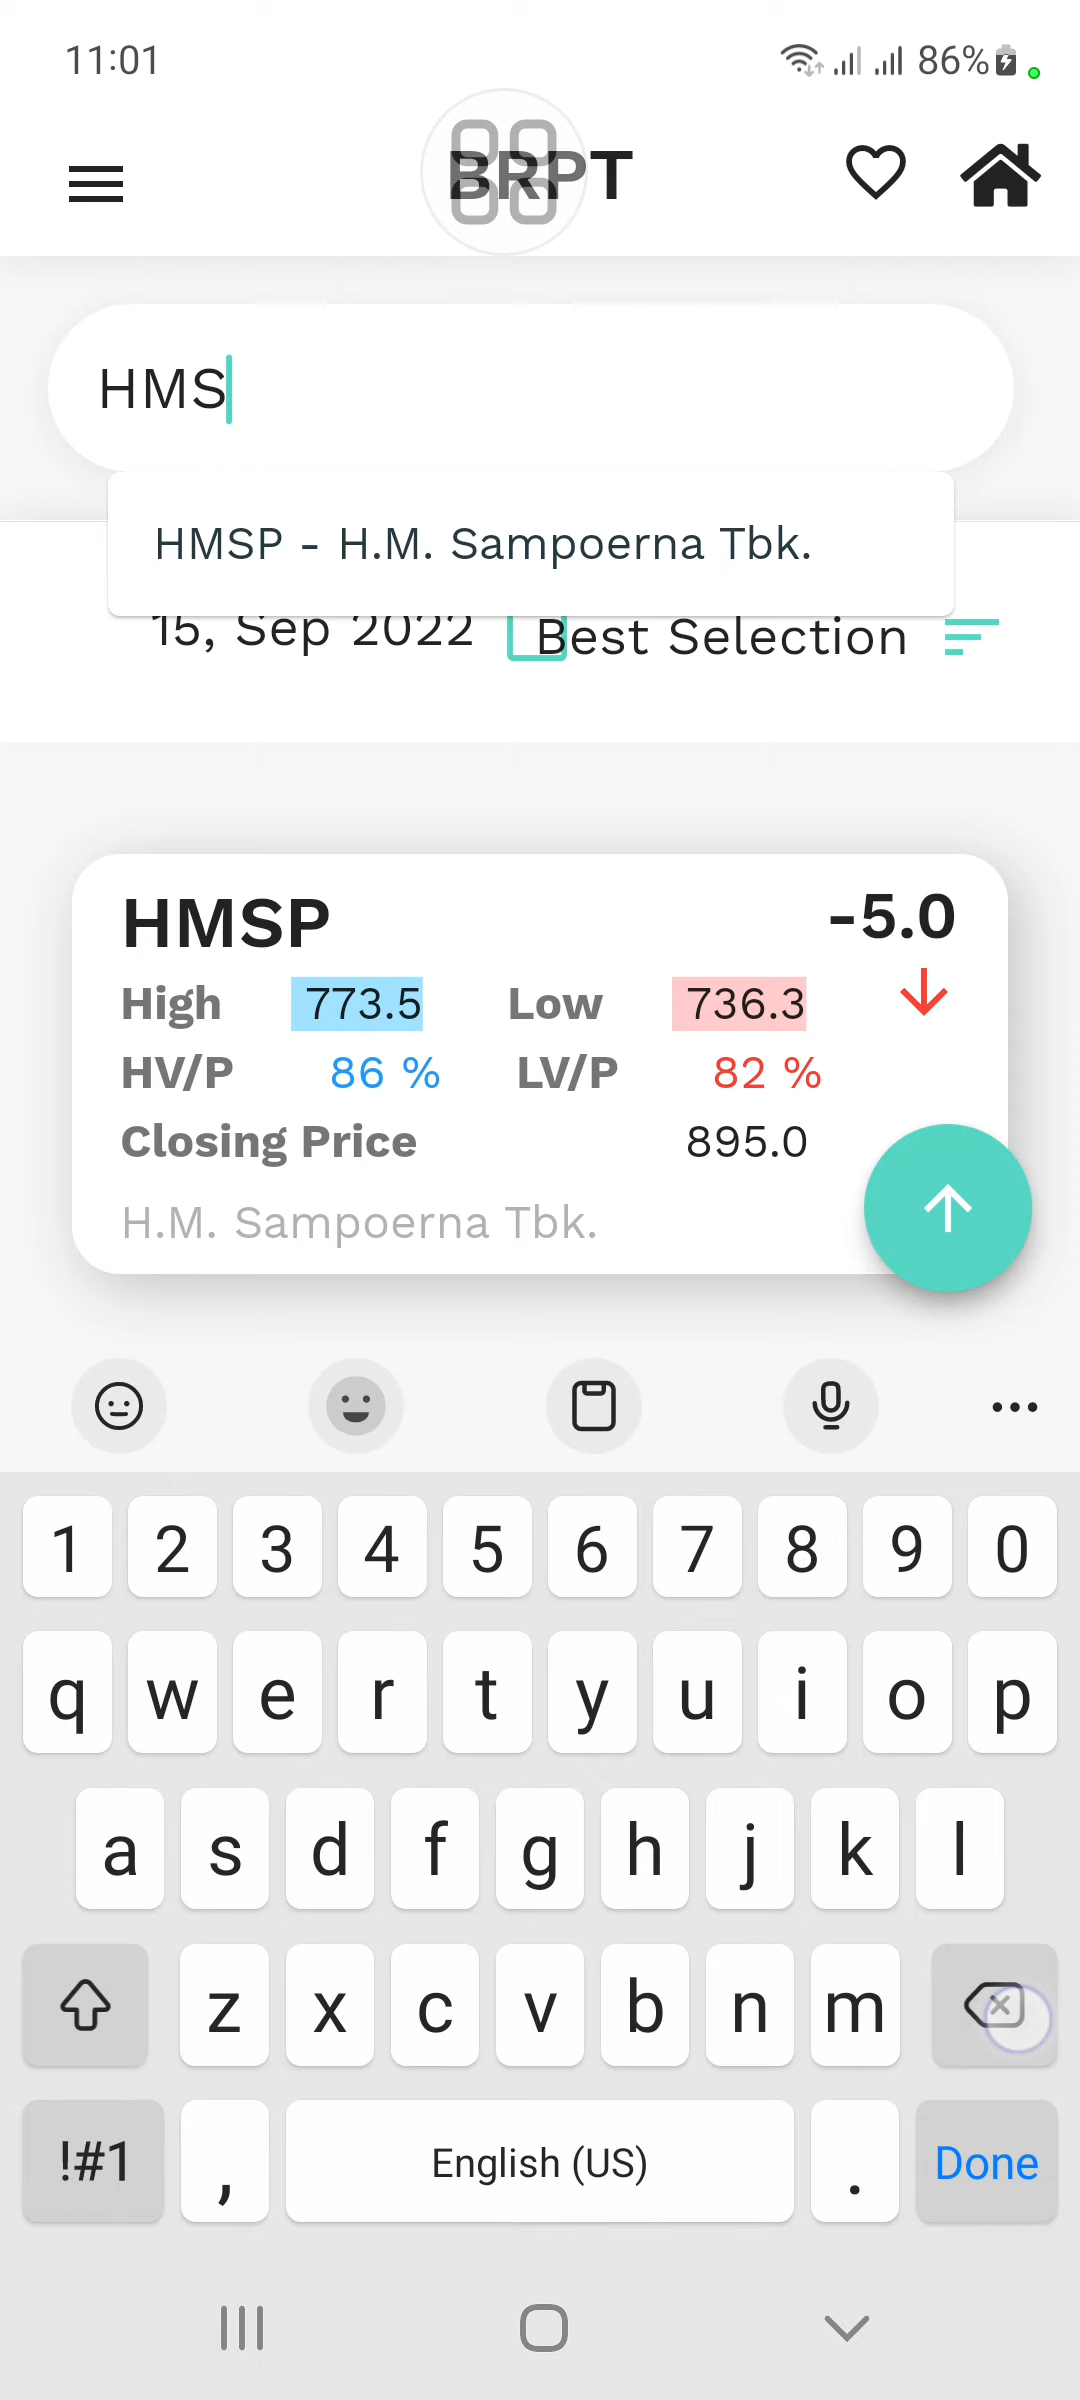 11:01
86%
BRPT
HMS
HMSP - H.M. Sampoerna Tbk.
15, Sep 2022 Best Selection
HMSP
-5.0
High 773.5 Low 736.3
HV/P 86 % LV/P 82 %
Closing Price 895.0
H.M. Sampoerna Tbk.
1 2 3 4 5 6 7 8 9 0
q w e r t y u i o p
a s d f g h j k l
z x c v b n m
!#1 , English (US) . Done